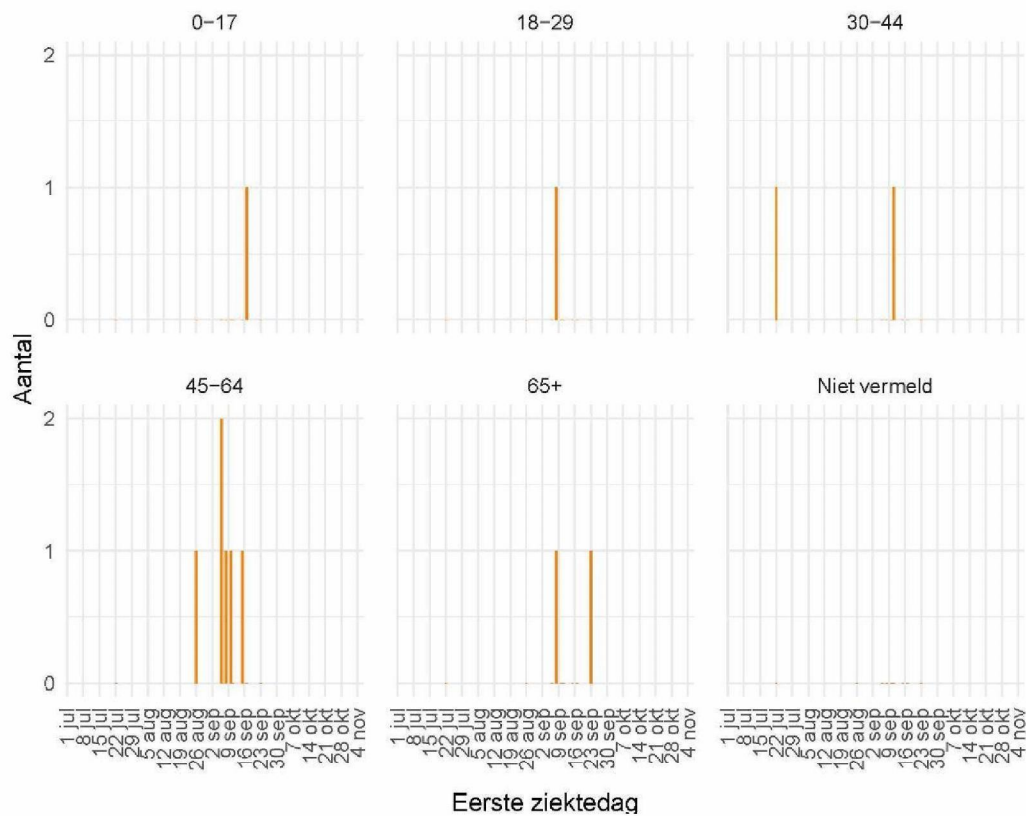 0−17 18−29 30−44
2
1
0
Aantal
45−64 65+ Niet vermeld
2
1
0
1 jul 8 jul 15 jul 22 jul 29 jul 5 aug 12 aug 19 aug 26 aug 2 sep 9 sep 16 sep 23 sep 30 sep 7 okt 14 okt 21 okt 28 okt 4 nov
1 jul 8 jul 15 jul 22 jul 29 jul 5 aug 12 aug 19 aug 26 aug 2 sep 9 sep 16 sep 23 sep 30 sep 7 okt 14 okt 21 okt 28 okt 4 nov
1 jul 8 jul 15 jul 22 jul 29 jul 5 aug 12 aug 19 aug 26 aug 2 sep 9 sep 16 sep 23 sep 30 sep 7 okt 14 okt 21 okt 28 okt 4 nov
Eerste ziektedag